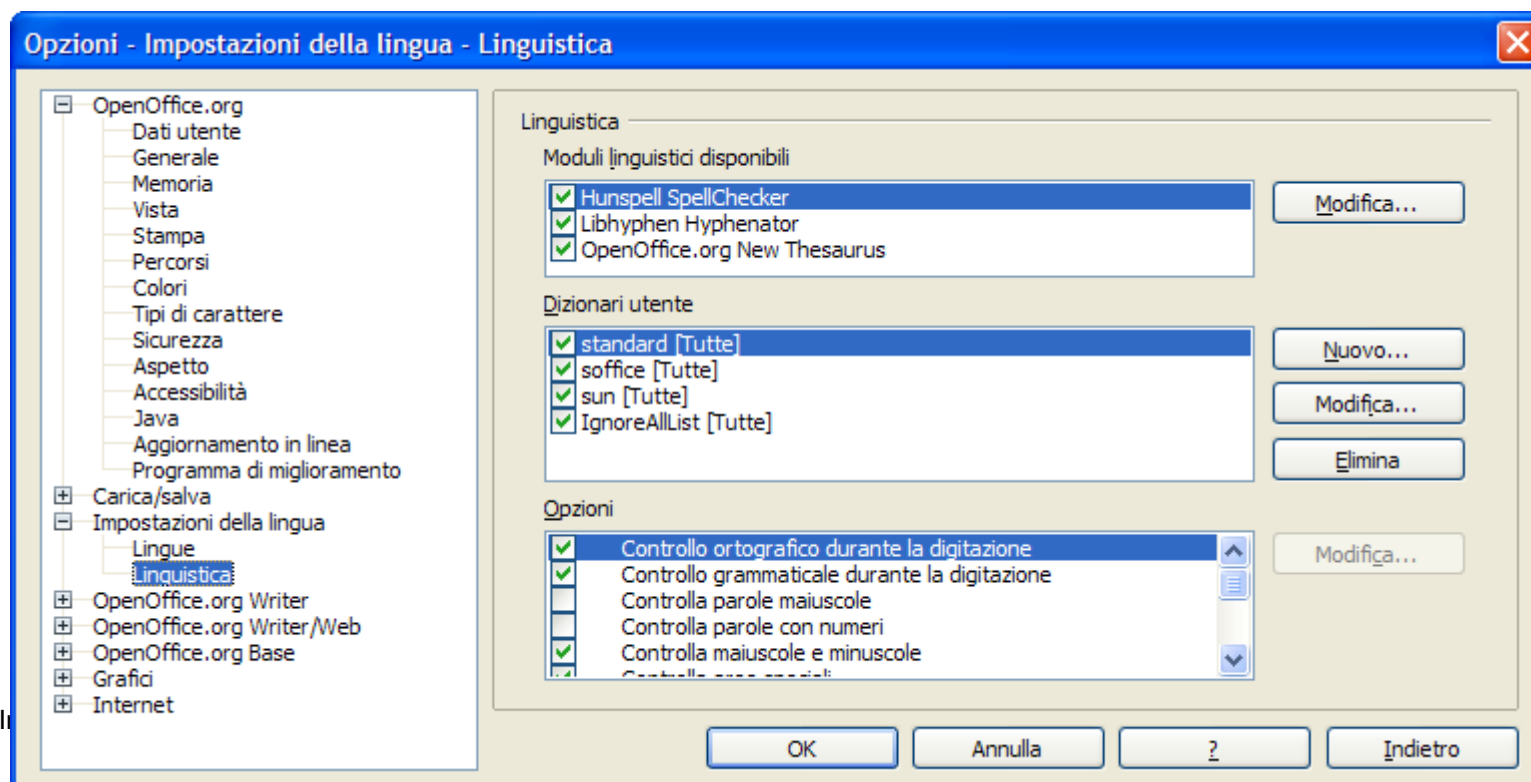 Opzioni - Impostazioni della lingua - Linguistica
OpenOffice.org
Dati utente
Generale
Memoria
Vista
Stampa
Percorsi
Colori
Tipi di carattere
Sicurezza
Aspetto
Accessibilità
Java
Aggiornamento in linea
Programma di miglioramento
Carica/salva
Impostazioni della lingua
Lingue
Linguistica
OpenOffice.org Writer
OpenOffice.org Writer/Web
OpenOffice.org Base
Grafici
Internet
Linguistica
Moduli linguistici disponibili
Hunspell SpellChecker
Libhyphen Hyphenator
OpenOffice.org New Thesaurus
Modifica...
Dizionari utente
standard [Tutte]
soffice [Tutte]
sun [Tutte]
IgnoreAllList [Tutte]
Nuovo...
Modifica...
Elimina
Opzioni
Controllo ortografico durante la digitazione
Controllo grammaticale durante la digitazione
Controlla parole maiuscole
Controlla parole con numeri
Controlla maiuscole e minuscole
Modifica...
OK
Annulla
?
Indietro